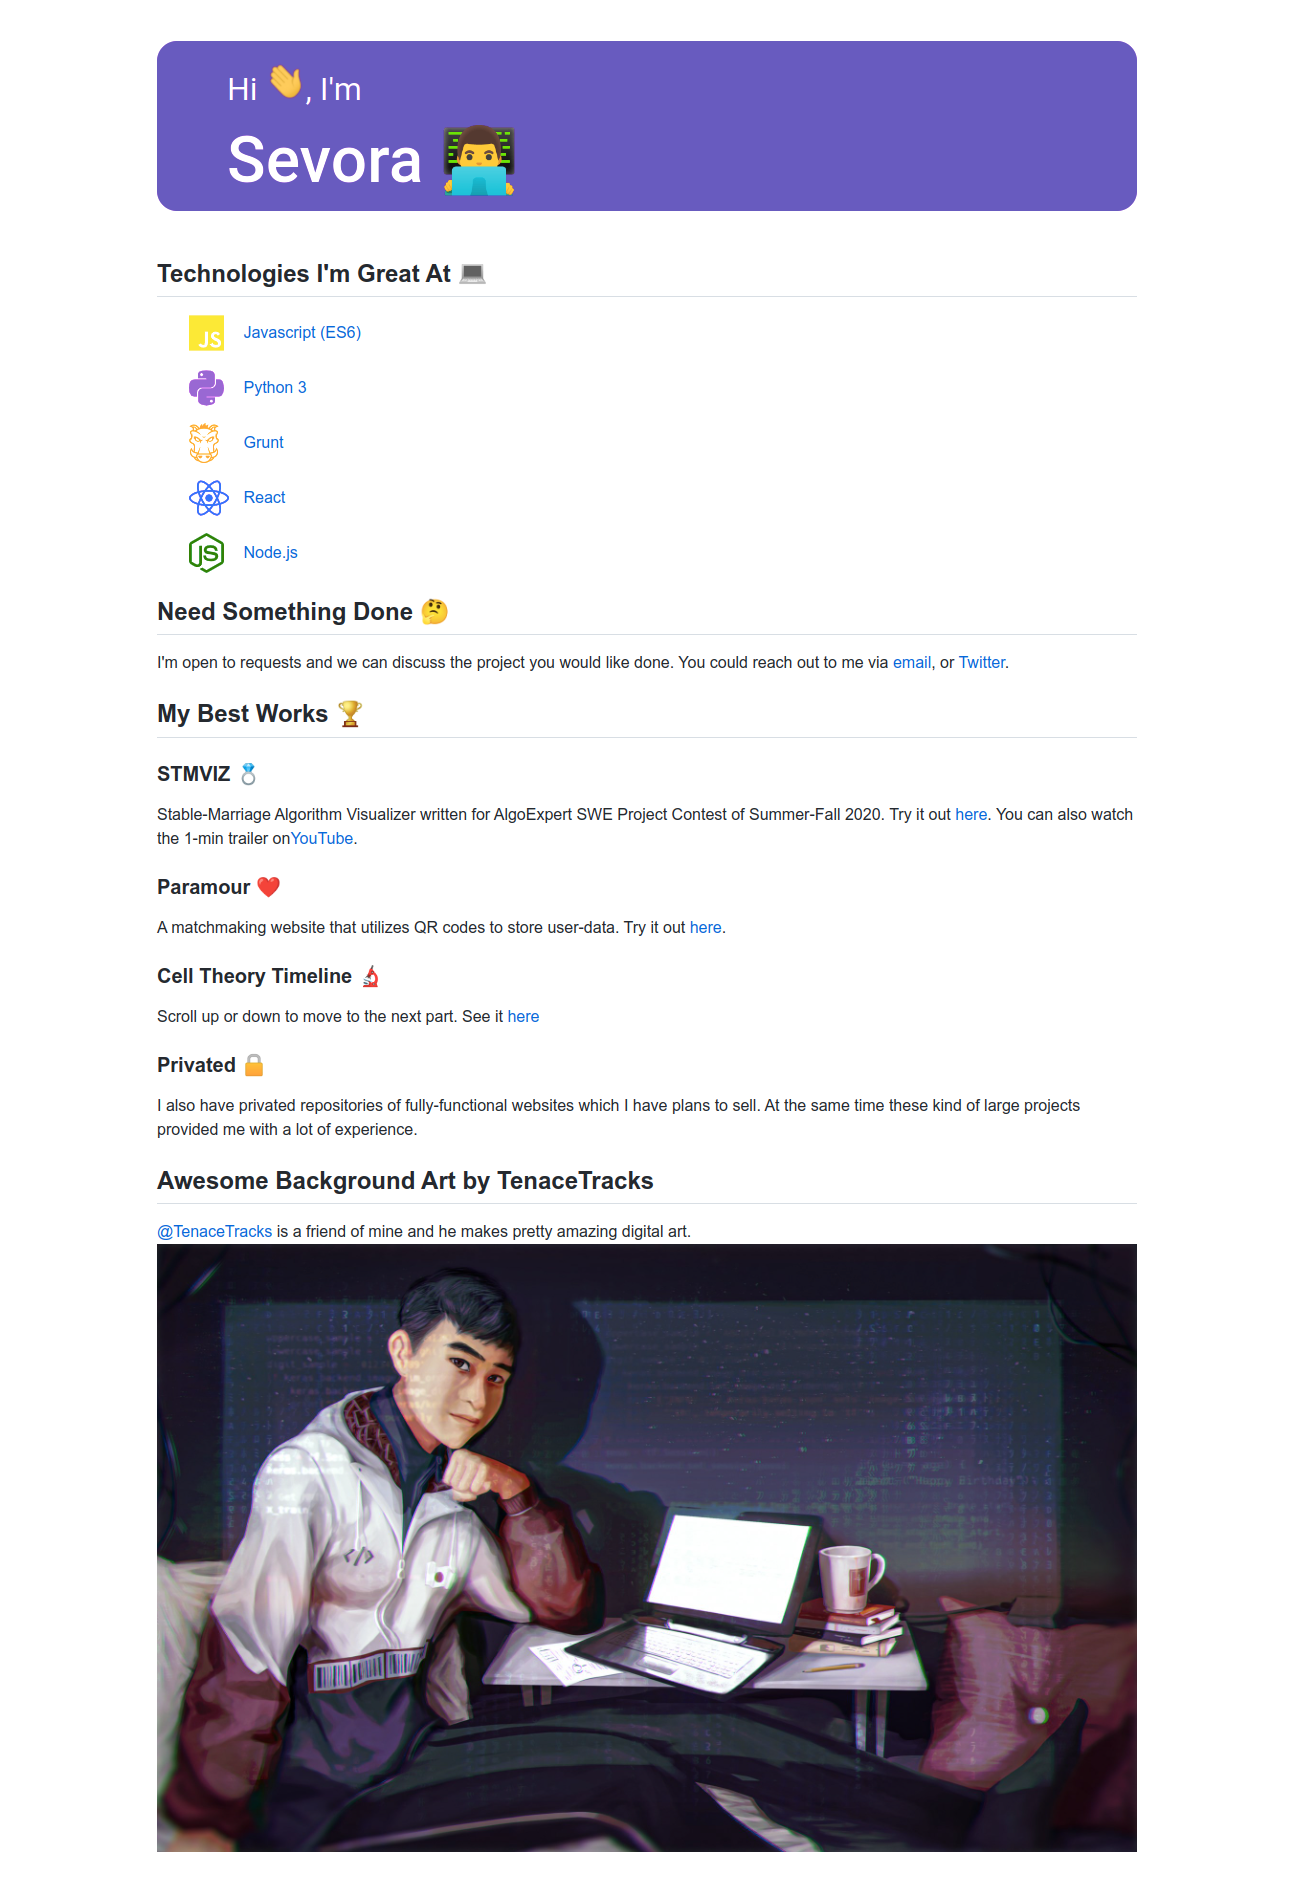 Hi 👋, I'm
Sevora 👨‍💻
Technologies I'm Great At 💻
JS
Javascript (ES6)
Python 3
Grunt
React
JS
Node.js
Need Something Done 🤔
I'm open to requests and we can discuss the project you would like done. You could reach out to me via email, or Twitter.
My Best Works 🏆
STMVIZ 💍
Stable-Marriage Algorithm Visualizer written for AlgoExpert SWE Project Contest of Summer-Fall 2020. Try it out here. You can also watch
the 1-min trailer onYouTube.
Paramour ❤️
A matchmaking website that utilizes QR codes to store user-data. Try it out here.
Cell Theory Timeline 🔬
Scroll up or down to move to the next part. See it here
Privated 🔒
I also have privated repositories of fully-functional websites which I have plans to sell. At the same time these kind of large projects
provided me with a lot of experience.
Awesome Background Art by TenaceTracks
@TenaceTracks is a friend of mine and he makes pretty amazing digital art.
"Happy Birthday"